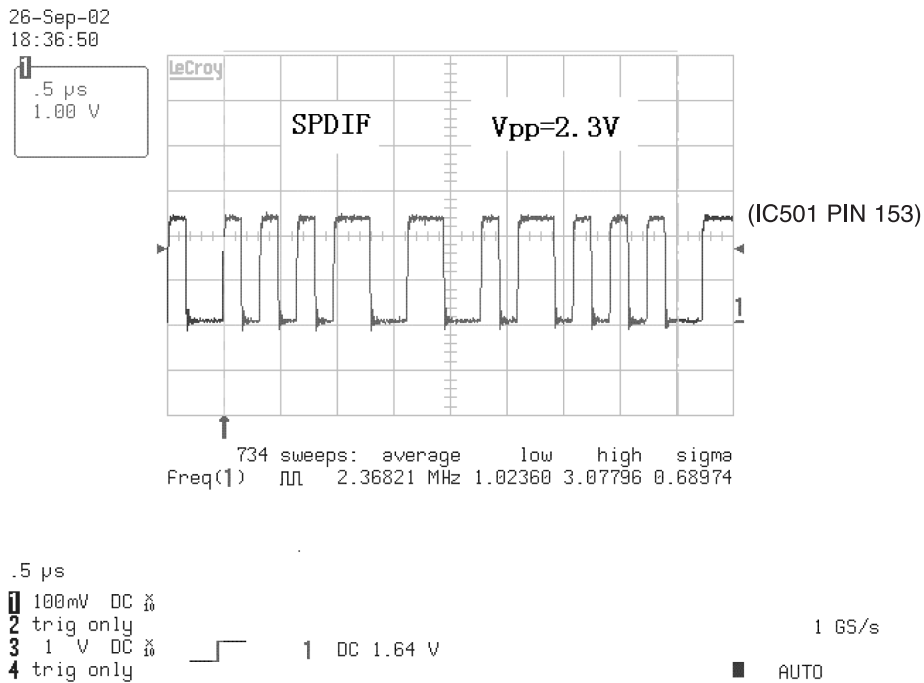 26-Sep-02
18:36:50
1
.5 µs
1.00 V
LeCroy
SPDIF
Vpp=2.3V
(IC501 PIN 153)
1
734 sweeps: average low high sigma
Freq(1) 2.36821 MHz 1.02360 3.07796 0.68974
.5 µs
1 100mV DC X10
2 trig only
3 1 V DC X10
4 trig only
1 DC 1.64 V
1 GS/s
AUTO